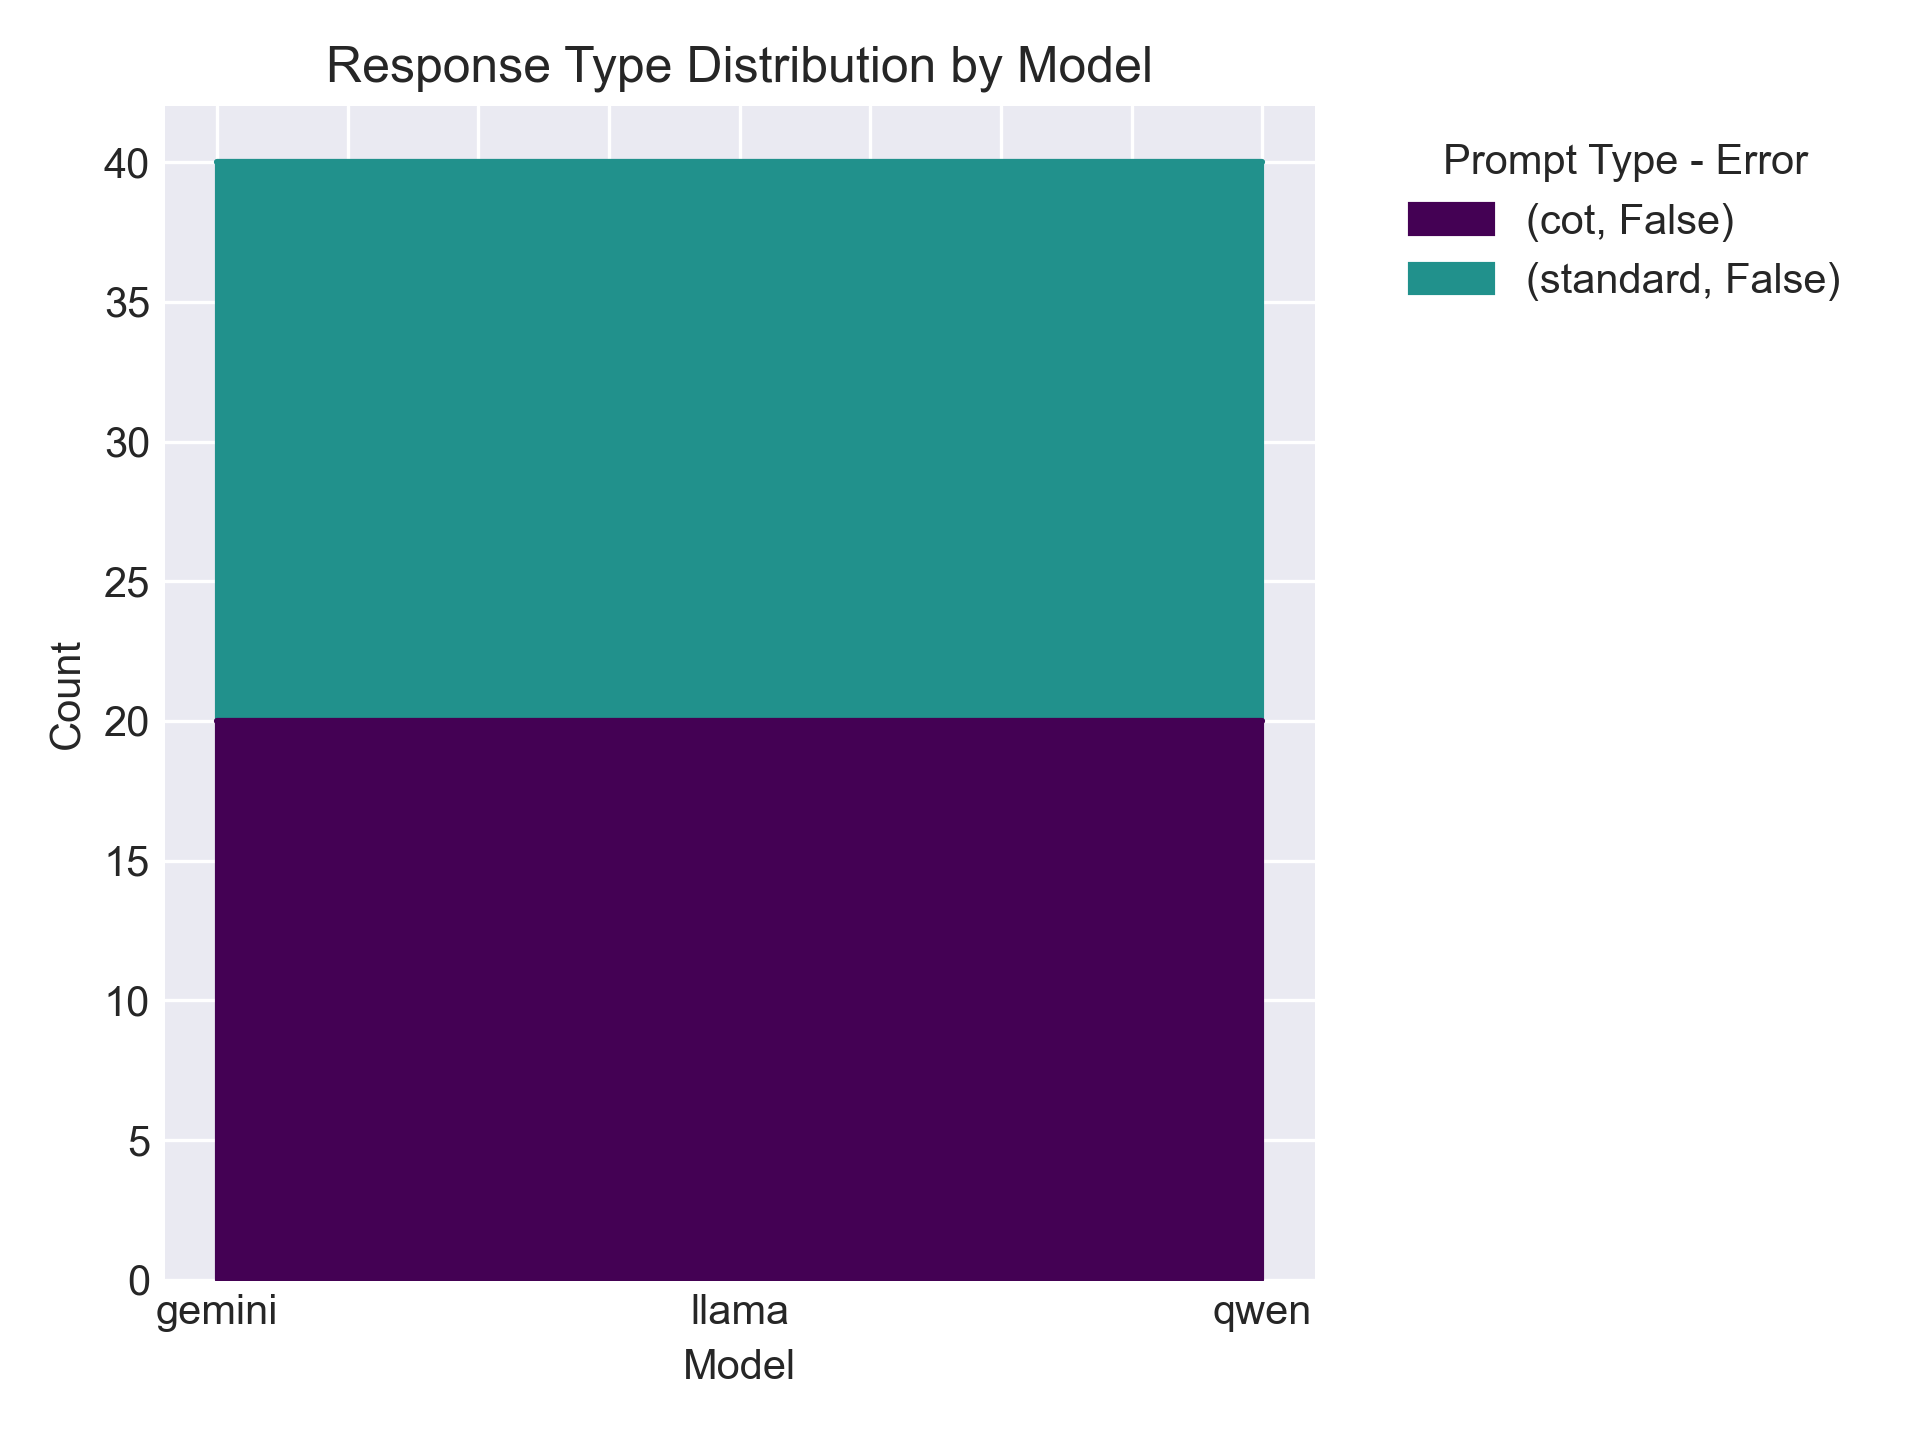 Response Type Distribution by Model
Prompt Type - Error
(cot, False)
(standard, False)
Count
40
35
30
25
20
15
10
5
0
gemini llama qwen
Model